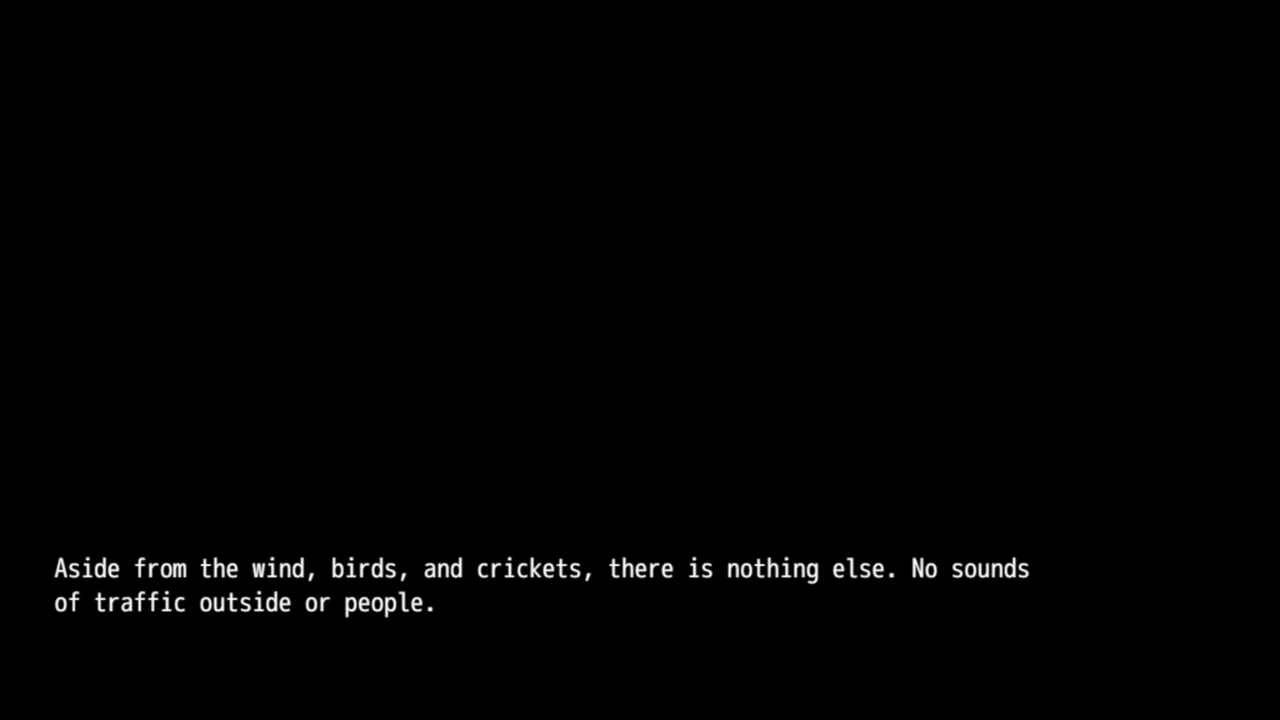 Aside from the wind, birds, and crickets, there is nothing else. No sounds
of traffic outside or people.